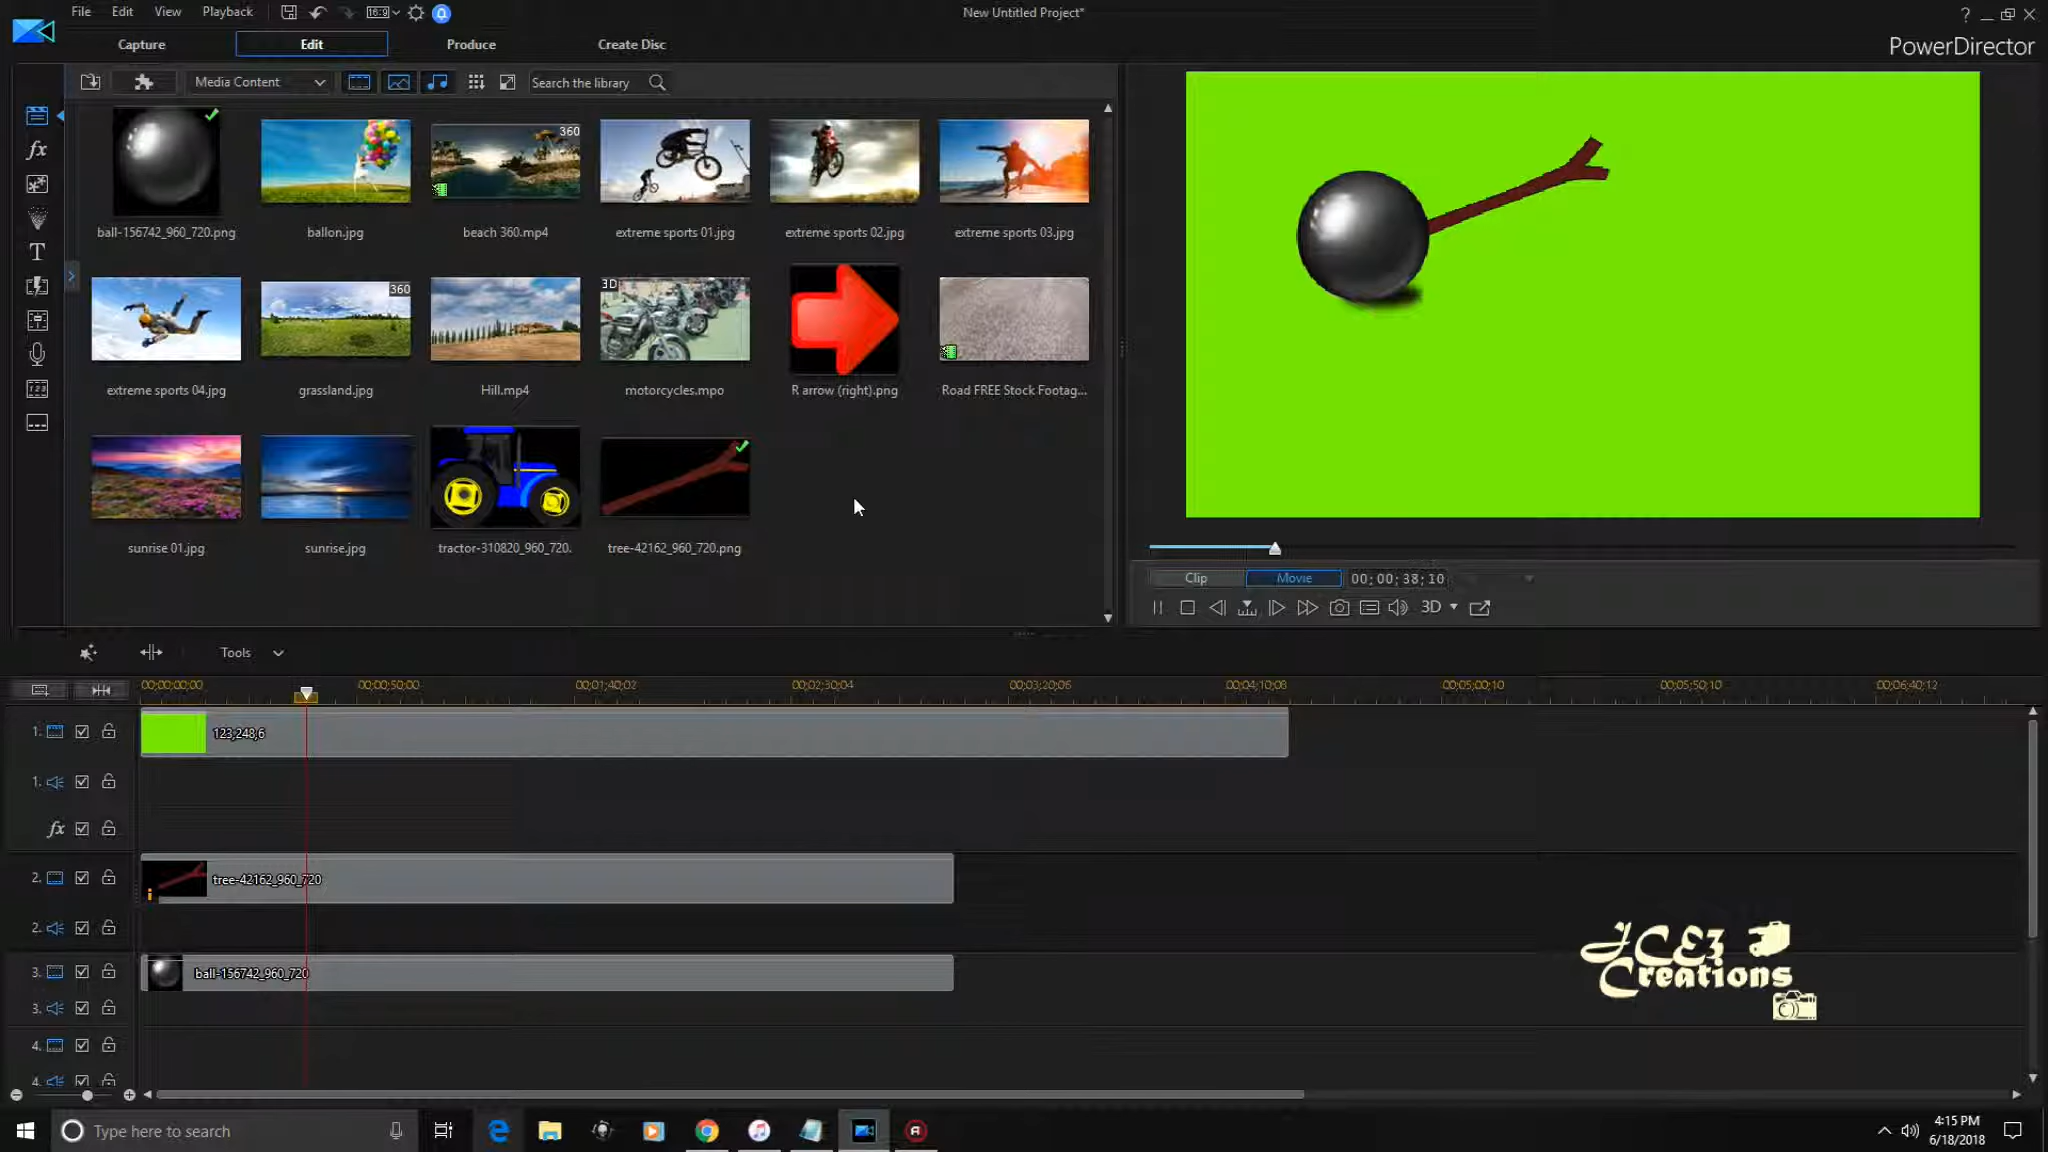 File Edit View Playback 16:9 New Untitled Project* ?
PowerDirector
Capture Edit Produce Create Disc
Media Content Search the library
360
ball-156742_960_720.png ballon.jpg beach 360.mp4 extreme sports 01.jpg extreme sports 02.jpg extreme sports 03.jpg
360 3D
extreme sports 04.jpg grassland.jpg Hill.mp4 motorcycles.mpo R arrow (right).png Road FREE Stock Footag...
sunrise 01.jpg sunrise.jpg tractor-310820_960_720. tree-42162_960_720.png
fx
T
Clip Movie 00;00;38;10
3D
Tools
00;00;00;00 00;00;50;00 00;01;40;02 00;02;30;04 00;03;20;06 00;04;10;08 00;05;00;10 00;05;50;10 00;06;40;12
1. 123,248,6
1.
fx
2. tree-42162_960_720
2.
3. ball-156742_960_720
3.
4.
4.
JCE3
Creations
Type here to search
4:15 PM
6/18/2018